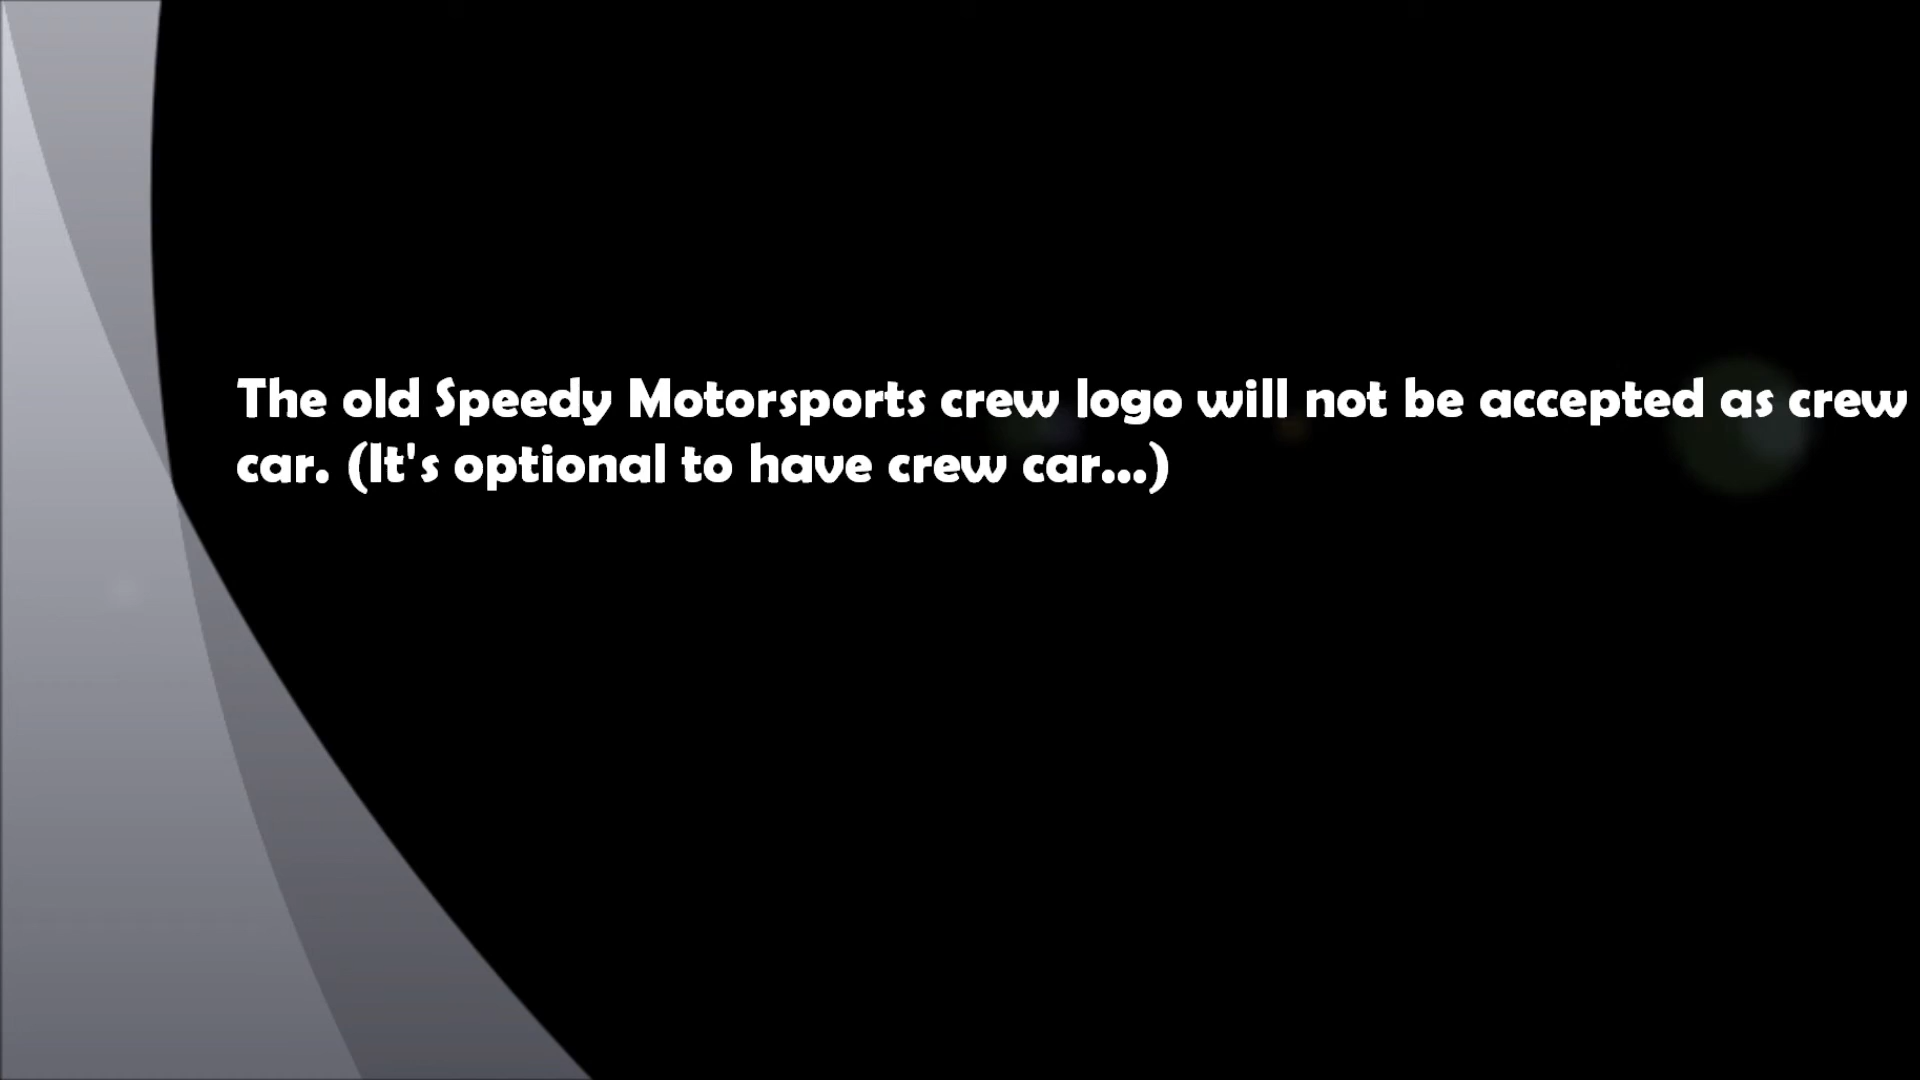 The old Speedy Motorsports crew logo will not be accepted as crew
car. (It's optional to have crew car...)